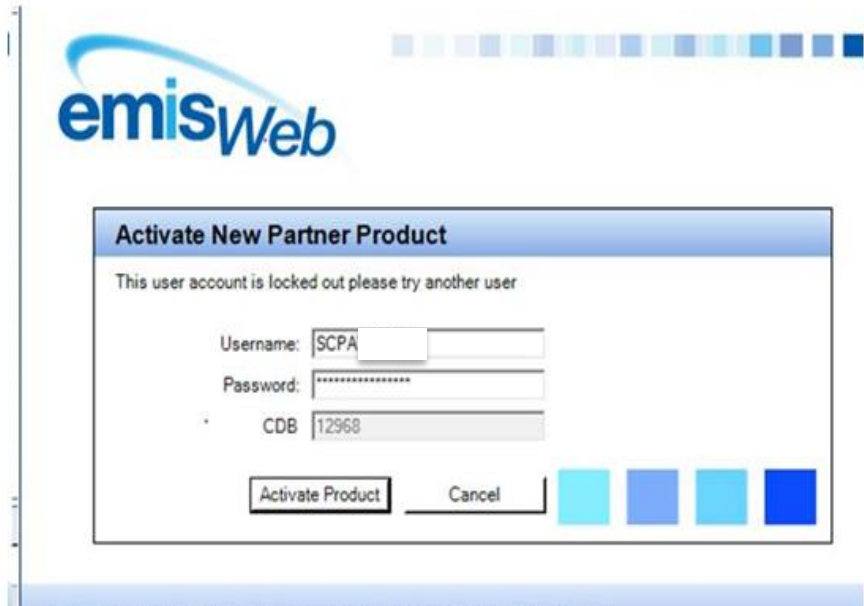 emisWeb
Activate New Partner Product
This user account is locked out please try another user
Username: SCPA
Password: ****************
CDB 12968
Activate Product Cancel